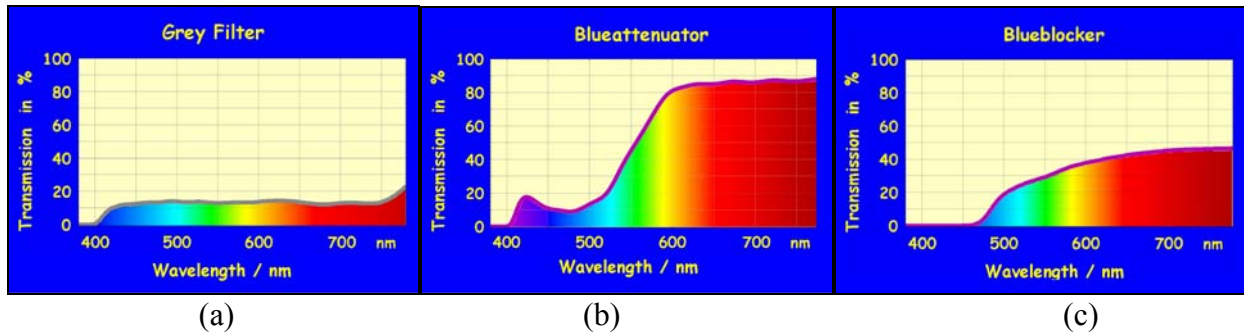 Grey Filter
Transmission in %
100
80
60
40
20
0
400 500 600 700 nm
Wavelength / nm
(a)
Blueattenuator
Transmission in %
100
80
60
40
20
0
400 500 600 700 nm
Wavelength / nm
(b)
Blueblocker
Transmission in %
100
80
60
40
20
0
400 500 600 700 nm
Wavelength / nm
(c)